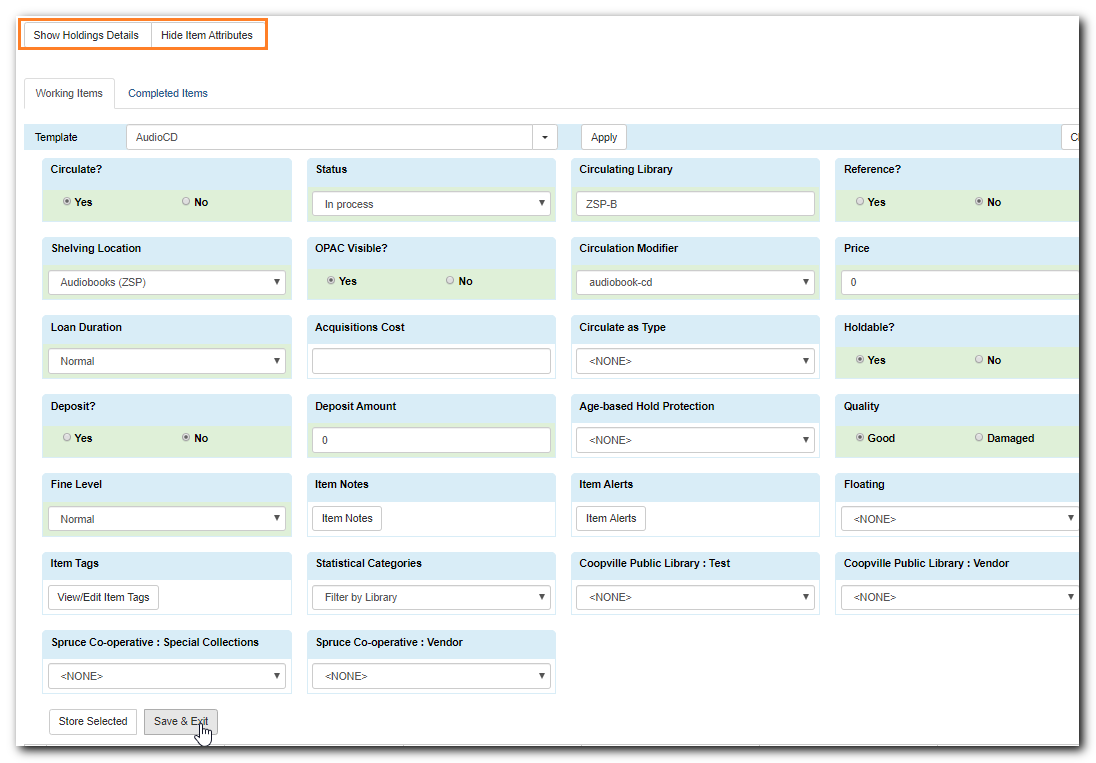 Show Holdings Details Hide Item Attributes
Working Items Completed Items
Template AudioCD Apply
Circulate? Status Circulating Library Reference?
Yes No In process ZSP-B Yes No
Shelving Location OPAC Visible? Circulation Modifier Price
Audiobooks (ZSP) Yes No audiobook-cd 0
Loan Duration Acquisitions Cost Circulate as Type Holdable?
Normal <NONE> Yes No
Deposit? Deposit Amount Age-based Hold Protection Quality
Yes No 0 <NONE> Good Damaged
Fine Level Item Notes Item Alerts Floating
Normal Item Notes Item Alerts <NONE>
Item Tags Statistical Categories Coopville Public Library : Test Coopville Public Library : Vendor
View/Edit Item Tags Filter by Library <NONE> <NONE>
Spruce Co-operative : Special Collections Spruce Co-operative : Vendor
<NONE> <NONE>
Store Selected Save & Exit